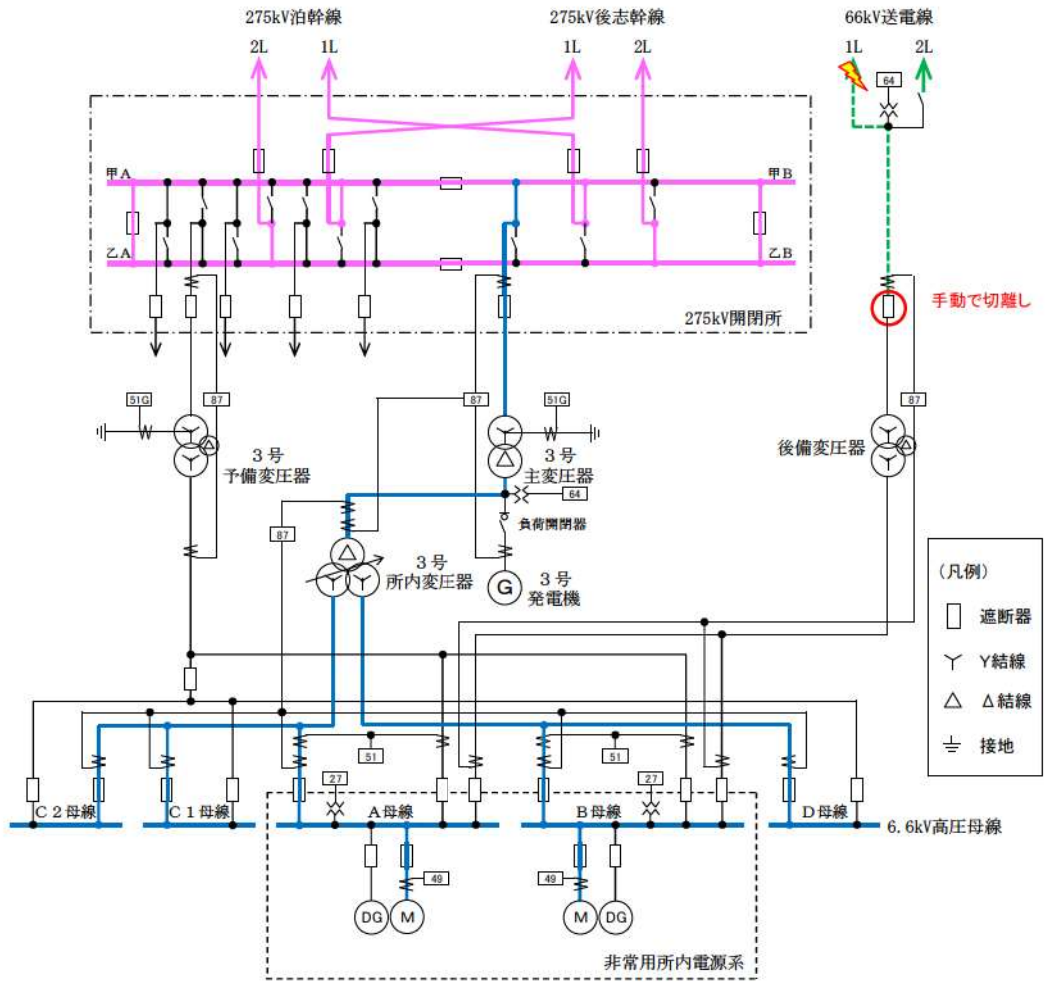 275kV泊幹線
275kV後志幹線
66kV送電線
2L
1L
1L
2L
1L
2L
64
甲A
甲B
乙A
乙B
手動で切離し
275kV開閉所
51G
87
87
51G
87
3号
予備変圧器
3号
主変圧器
後備変圧器
64
負荷開閉器
87
3号
所内変圧器
G
3号
発電機
(凡例)
遮断器
Y結線
Δ結線
接地
51
51
27
27
C2母線
C1母線
A母線
B母線
D母線
6.6kV高圧母線
49
49
DG
M
M
DG
非常用所内電源系